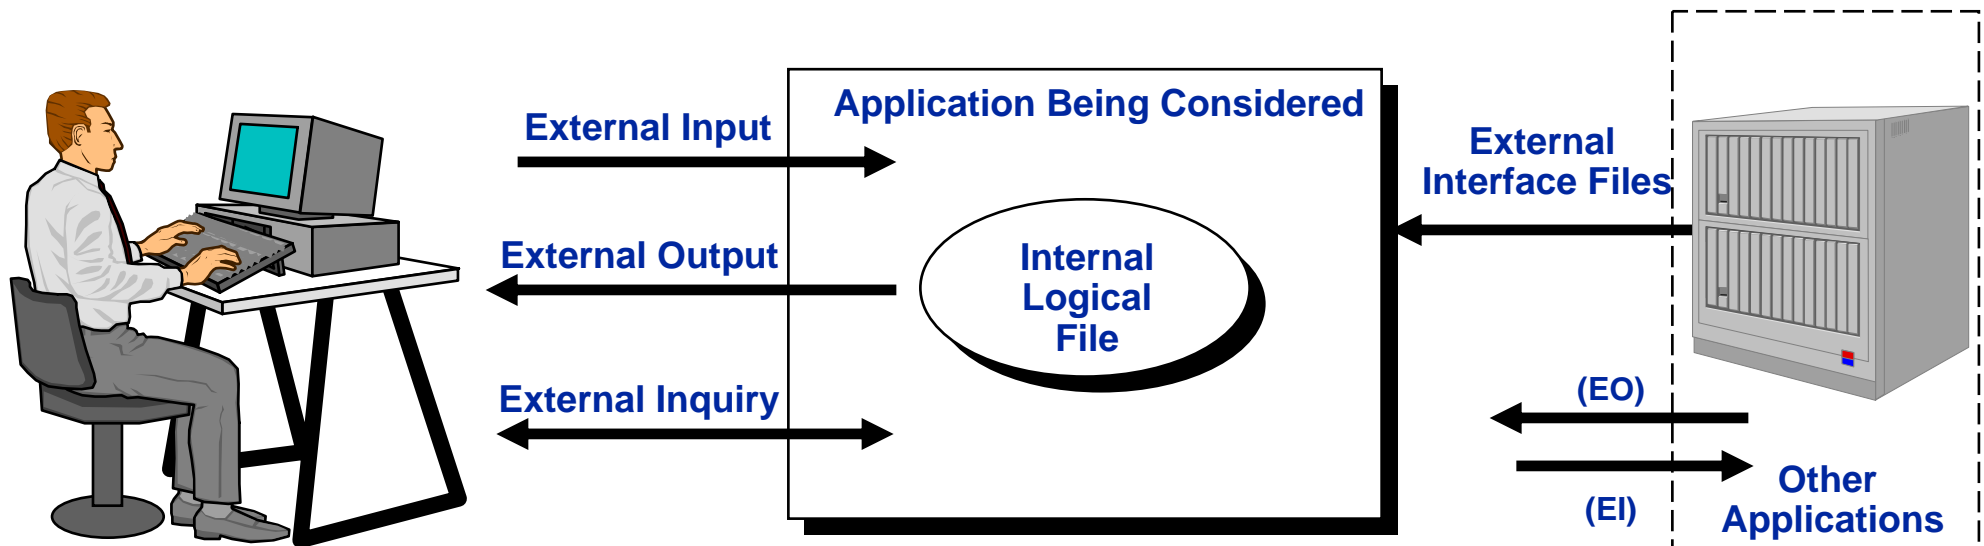 Application Being Considered
External Input
External
Interface Files
External Output
Internal
Logical
File
External Inquiry
(EO)
(EI)
Other
Applications